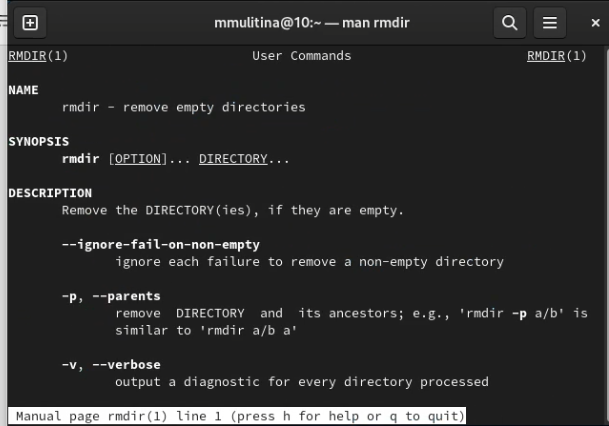 mmulitina@10:~ — man rmdir
RMDIR(1) User Commands RMDIR(1)
NAME
rmdir - remove empty directories
SYNOPSIS
rmdir [OPTION]... DIRECTORY...
DESCRIPTION
Remove the DIRECTORY(ies), if they are empty.
--ignore-fail-on-non-empty
ignore each failure to remove a non-empty directory
-p, --parents
remove DIRECTORY and its ancestors; e.g., 'rmdir -p a/b' is
similar to 'rmdir a/b a'
-v, --verbose
output a diagnostic for every directory processed
Manual page rmdir(1) line 1 (press h for help or q to quit)